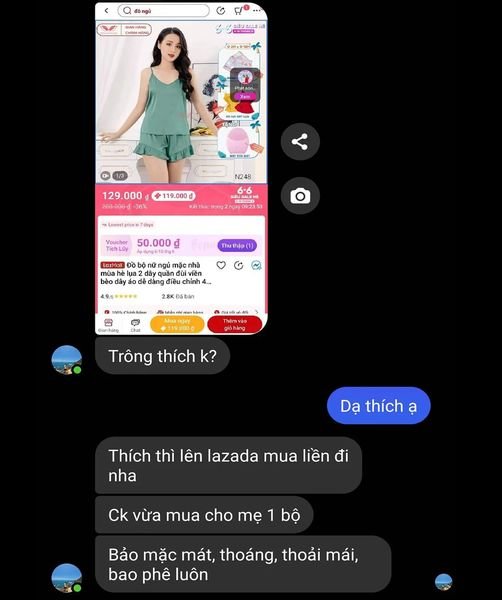 đồ ngủ
GIAN HÀNG
CHÍNH HÃNG
6·6
SIÊU SALE HÈ
Xem
1/3
N248
129.000 ₫
119.000 ₫
-36%
6·6
SIÊU SALE HÈ
Kết thúc trong 2 ngày 09:23:53
Lowest price in 7 days
Voucher
Tích Lũy
50.000 ₫
Thu thập (1)
LazMall Đồ bộ nữ ngủ mặc nhà
mùa hè lụa 2 dây quần đùi viền
bèo dây áo dễ dàng điều chỉnh 4...
4.9/5
2.8K Đã bán
Gian hàng
Chat
Mua ngay
119.000 ₫
Thêm vào
giỏ hàng
Trông thích k?
Dạ thích ạ
Thích thì lên lazada mua liền đi
nha
Ck vừa mua cho mẹ 1 bộ
Bảo mặc mát, thoáng, thoải mái,
bao phê luôn